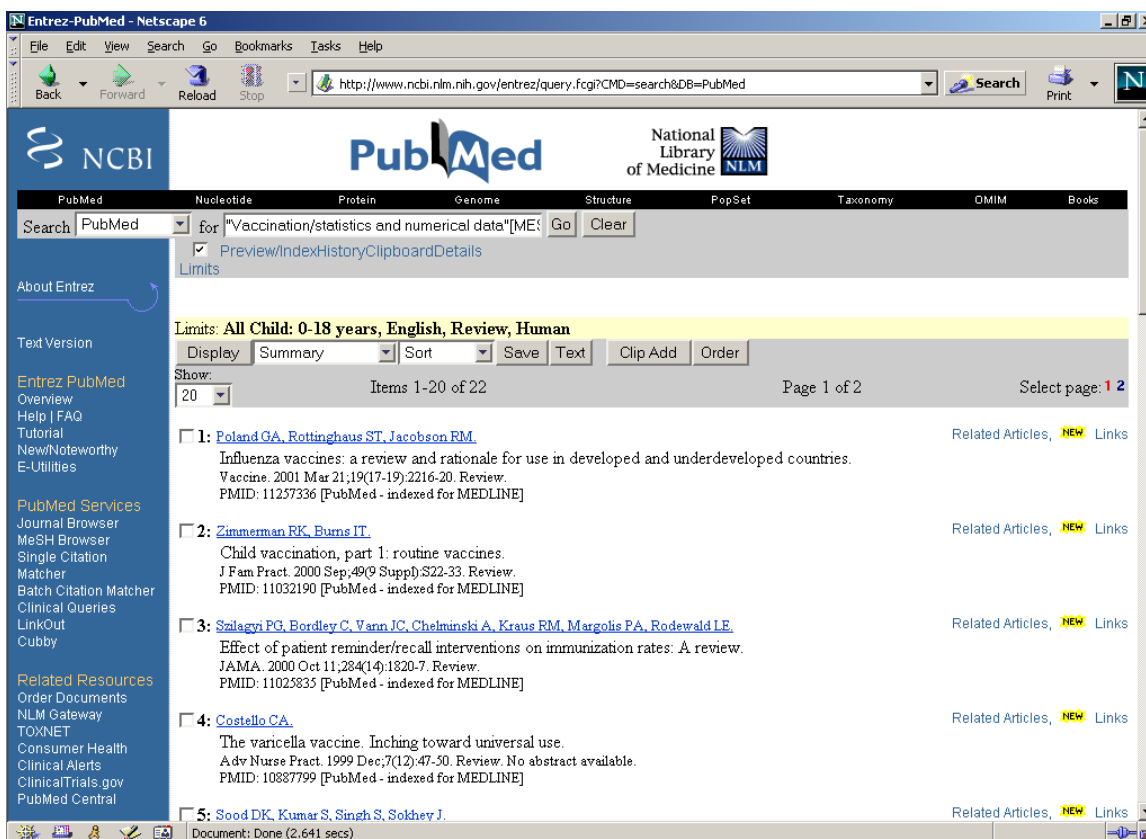 Entrez-PubMed - Netscape 6
File Edit View Search Go Bookmarks Tasks Help
Back Forward Reload Stop http://www.ncbi.nlm.nih.gov/entrez/query.fcgi?CMD=search&DB=PubMed Search Print N
NCBI PubMed National Library of Medicine NLM
PubMed Nucleotide Protein Genome Structure PopSet Taxonomy OMIM Books
Search PubMed for "Vaccination/statistics and numerical data"[MES Go Clear
Preview/IndexHistoryClipboardDetails
Limits
About Entrez
Text Version
Entrez PubMed
Overview
Help | FAQ
Tutorial
New/Noteworthy
E-Utilities
PubMed Services
Journal Browser
MeSH Browser
Single Citation
Matcher
Batch Citation Matcher
Clinical Queries
LinkOut
Cubby
Related Resources
Order Documents
NLM Gateway
TOXNET
Consumer Health
Clinical Alerts
ClinicalTrials.gov
PubMed Central
Limits: All Child: 0-18 years, English, Review, Human
Display Summary Sort Save Text Clip Add Order
Show:
20 Items 1-20 of 22 Page 1 of 2 Select page: 1 2
1: Poland GA, Rottinghaus ST, Jacobson RM. Related Articles, NEW Links
Influenza vaccines: a review and rationale for use in developed and underdeveloped countries.
Vaccine. 2001 Mar 21;19(17-19):2216-20. Review.
PMID: 11257336 [PubMed - indexed for MEDLINE]
2: Zimmerman RK, Burns IT. Related Articles, NEW Links
Child vaccination, part 1: routine vaccines.
J Fam Pract. 2000 Sep;49(9 Suppl):S22-33. Review.
PMID: 11032190 [PubMed - indexed for MEDLINE]
3: Szilagyi PG, Bordley C, Vann JC, Chelminski A, Kraus RM, Margolis PA, Rodewald LE. Related Articles, NEW Links
Effect of patient reminder/recall interventions on immunization rates: A review.
JAMA. 2000 Oct 11;284(14):1820-7. Review.
PMID: 11025835 [PubMed - indexed for MEDLINE]
4: Costello CA. Related Articles, NEW Links
The varicella vaccine. Inching toward universal use.
Adv Nurse Pract. 1999 Dec;7(12):47-50. Review. No abstract available.
PMID: 10887799 [PubMed - indexed for MEDLINE]
5: Sood DK, Kumar S, Singh S, Sokhey J. Related Articles, NEW Links
Document: Done (2.641 secs)